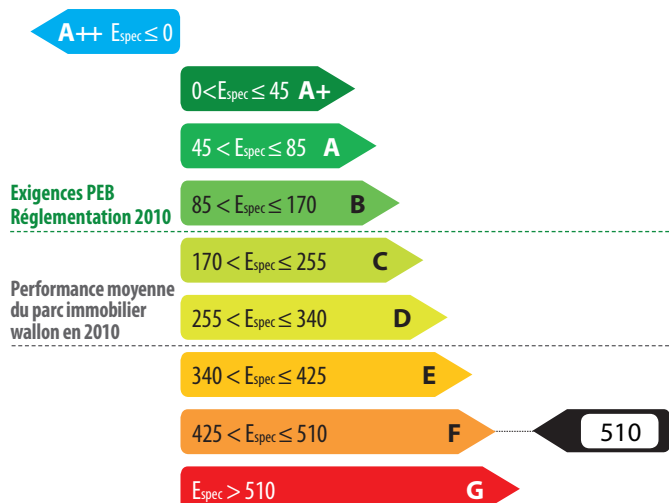 A++ Espec ≤ 0
0<Espec ≤ 45 A+
45 < Espec ≤ 85 A
Exigences PEB
Réglementation 2010
85 < Espec ≤ 170 B
170 < Espec ≤ 255 C
Performance moyenne
du parc immobilier
wallon en 2010
255 < Espec ≤ 340 D
340 < Espec ≤ 425 E
425 < Espec ≤ 510 F
510
Espec > 510 G